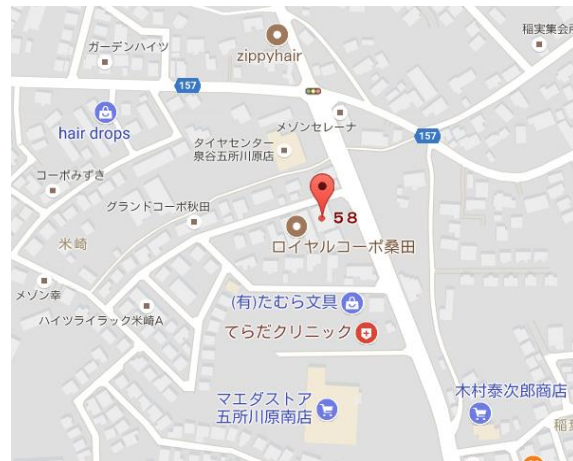 稲実集会所
ガーデンハイツ
zippyhair
157
hair drops
メゾンセレーナ
157
タイヤセンター
泉谷五所川原店
コーポみずき
グランドコーポ秋田
58
米崎
ロイヤルコーポ桑田
メゾン幸
ハイツライラック米崎A
(有)たむら文具
てらだクリニック
マエダストア
五所川原南店
木村泰次郎商店
稲